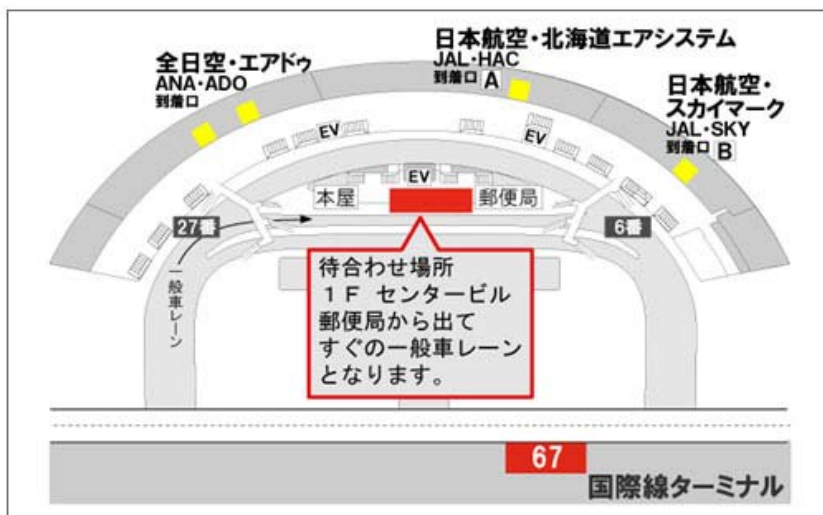 全日空・エアドゥ
ANA・ADO
到着口
日本航空・北海道エアシステム
JAL・HAC
到着口 A
日本航空・
スカイマーク
JAL・SKY
到着口 B
EV
EV
EV
本屋
郵便局
27番
6番
一般車レーン
待合わせ場所
1F センタービル
郵便局から出て
すぐの一般車レーン
となります。
67
国際線ターミナル